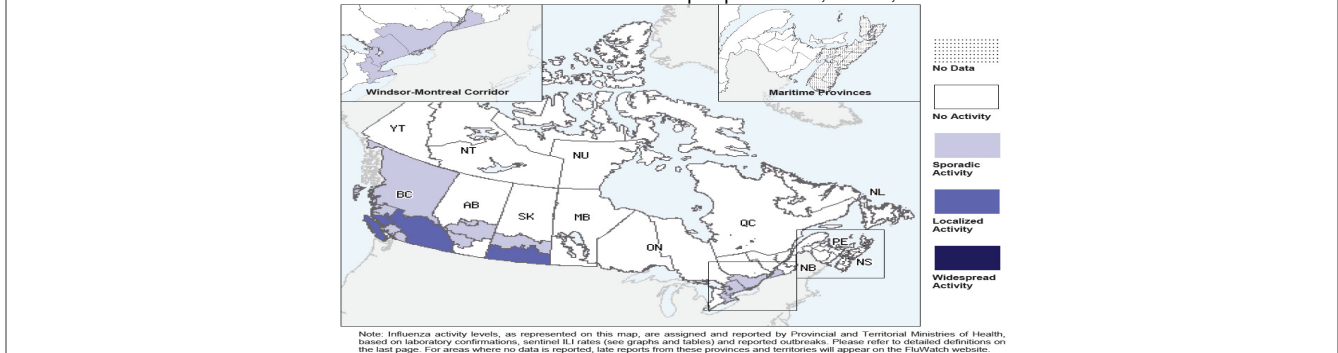 Windsor-Montreal Corridor
Maritime Provinces
No Data
No Activity
Sporadic
Activity
Localized
Activity
Widespread
Activity
YT
NT
NU
BC
AB
SK
MB
ON
QC
NL
PE
NB
NS
Note: Influenza activity levels, as represented on this map, are assigned and reported by Provincial and Territorial Ministries of Health,
based on laboratory confirmations, sentinel ILI rates (see graphs and tables) and reported outbreaks. Please refer to detailed definitions on
the last page. For areas where no data is reported, late reports from these provinces and territories will appear on the FluWatch website.